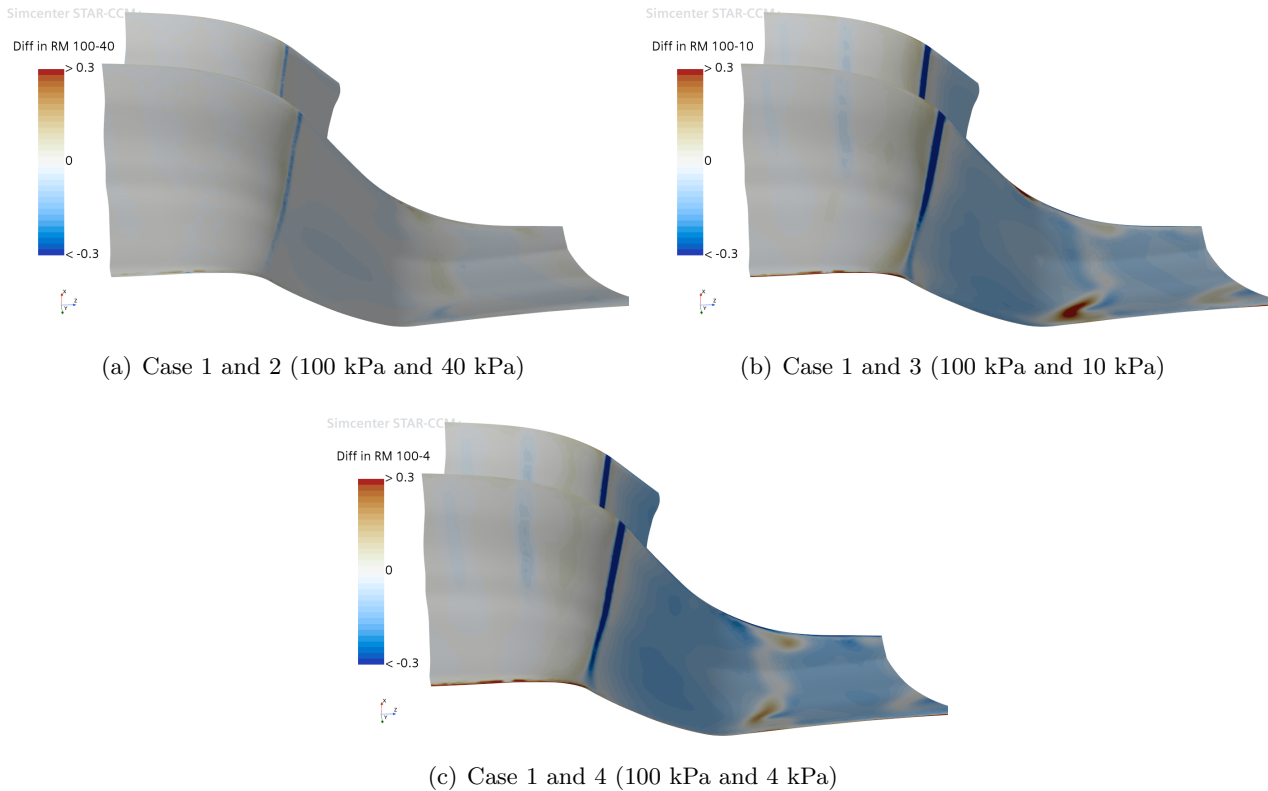 Simcenter STAR-CCM+
Diff in RM 100-40
> 0.3
0
< -0.3
X
Y
Z
(a) Case 1 and 2 (100 kPa and 40 kPa)
Simcenter STAR-CCM+
Diff in RM 100-10
> 0.3
0
< -0.3
X
Y
Z
(b) Case 1 and 3 (100 kPa and 10 kPa)
Simcenter STAR-CCM+
Diff in RM 100-4
> 0.3
0
< -0.3
X
Y
Z
(c) Case 1 and 4 (100 kPa and 4 kPa)